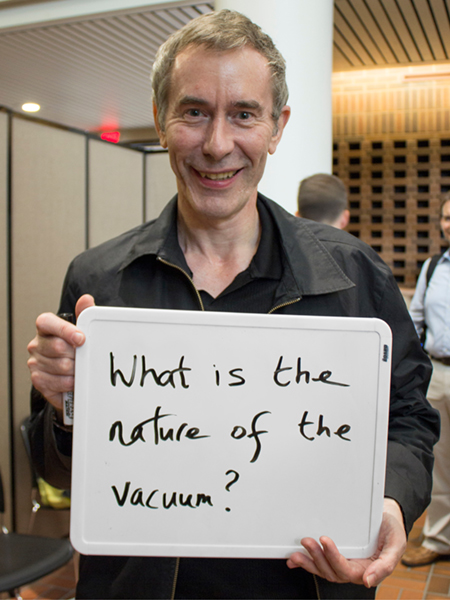 What is the
nature of the
vacuum?